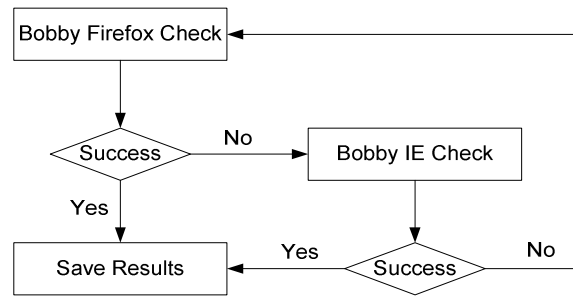 Bobby Firefox Check
Success
No
Bobby IE Check
Yes
Save Results
Yes
Success
No